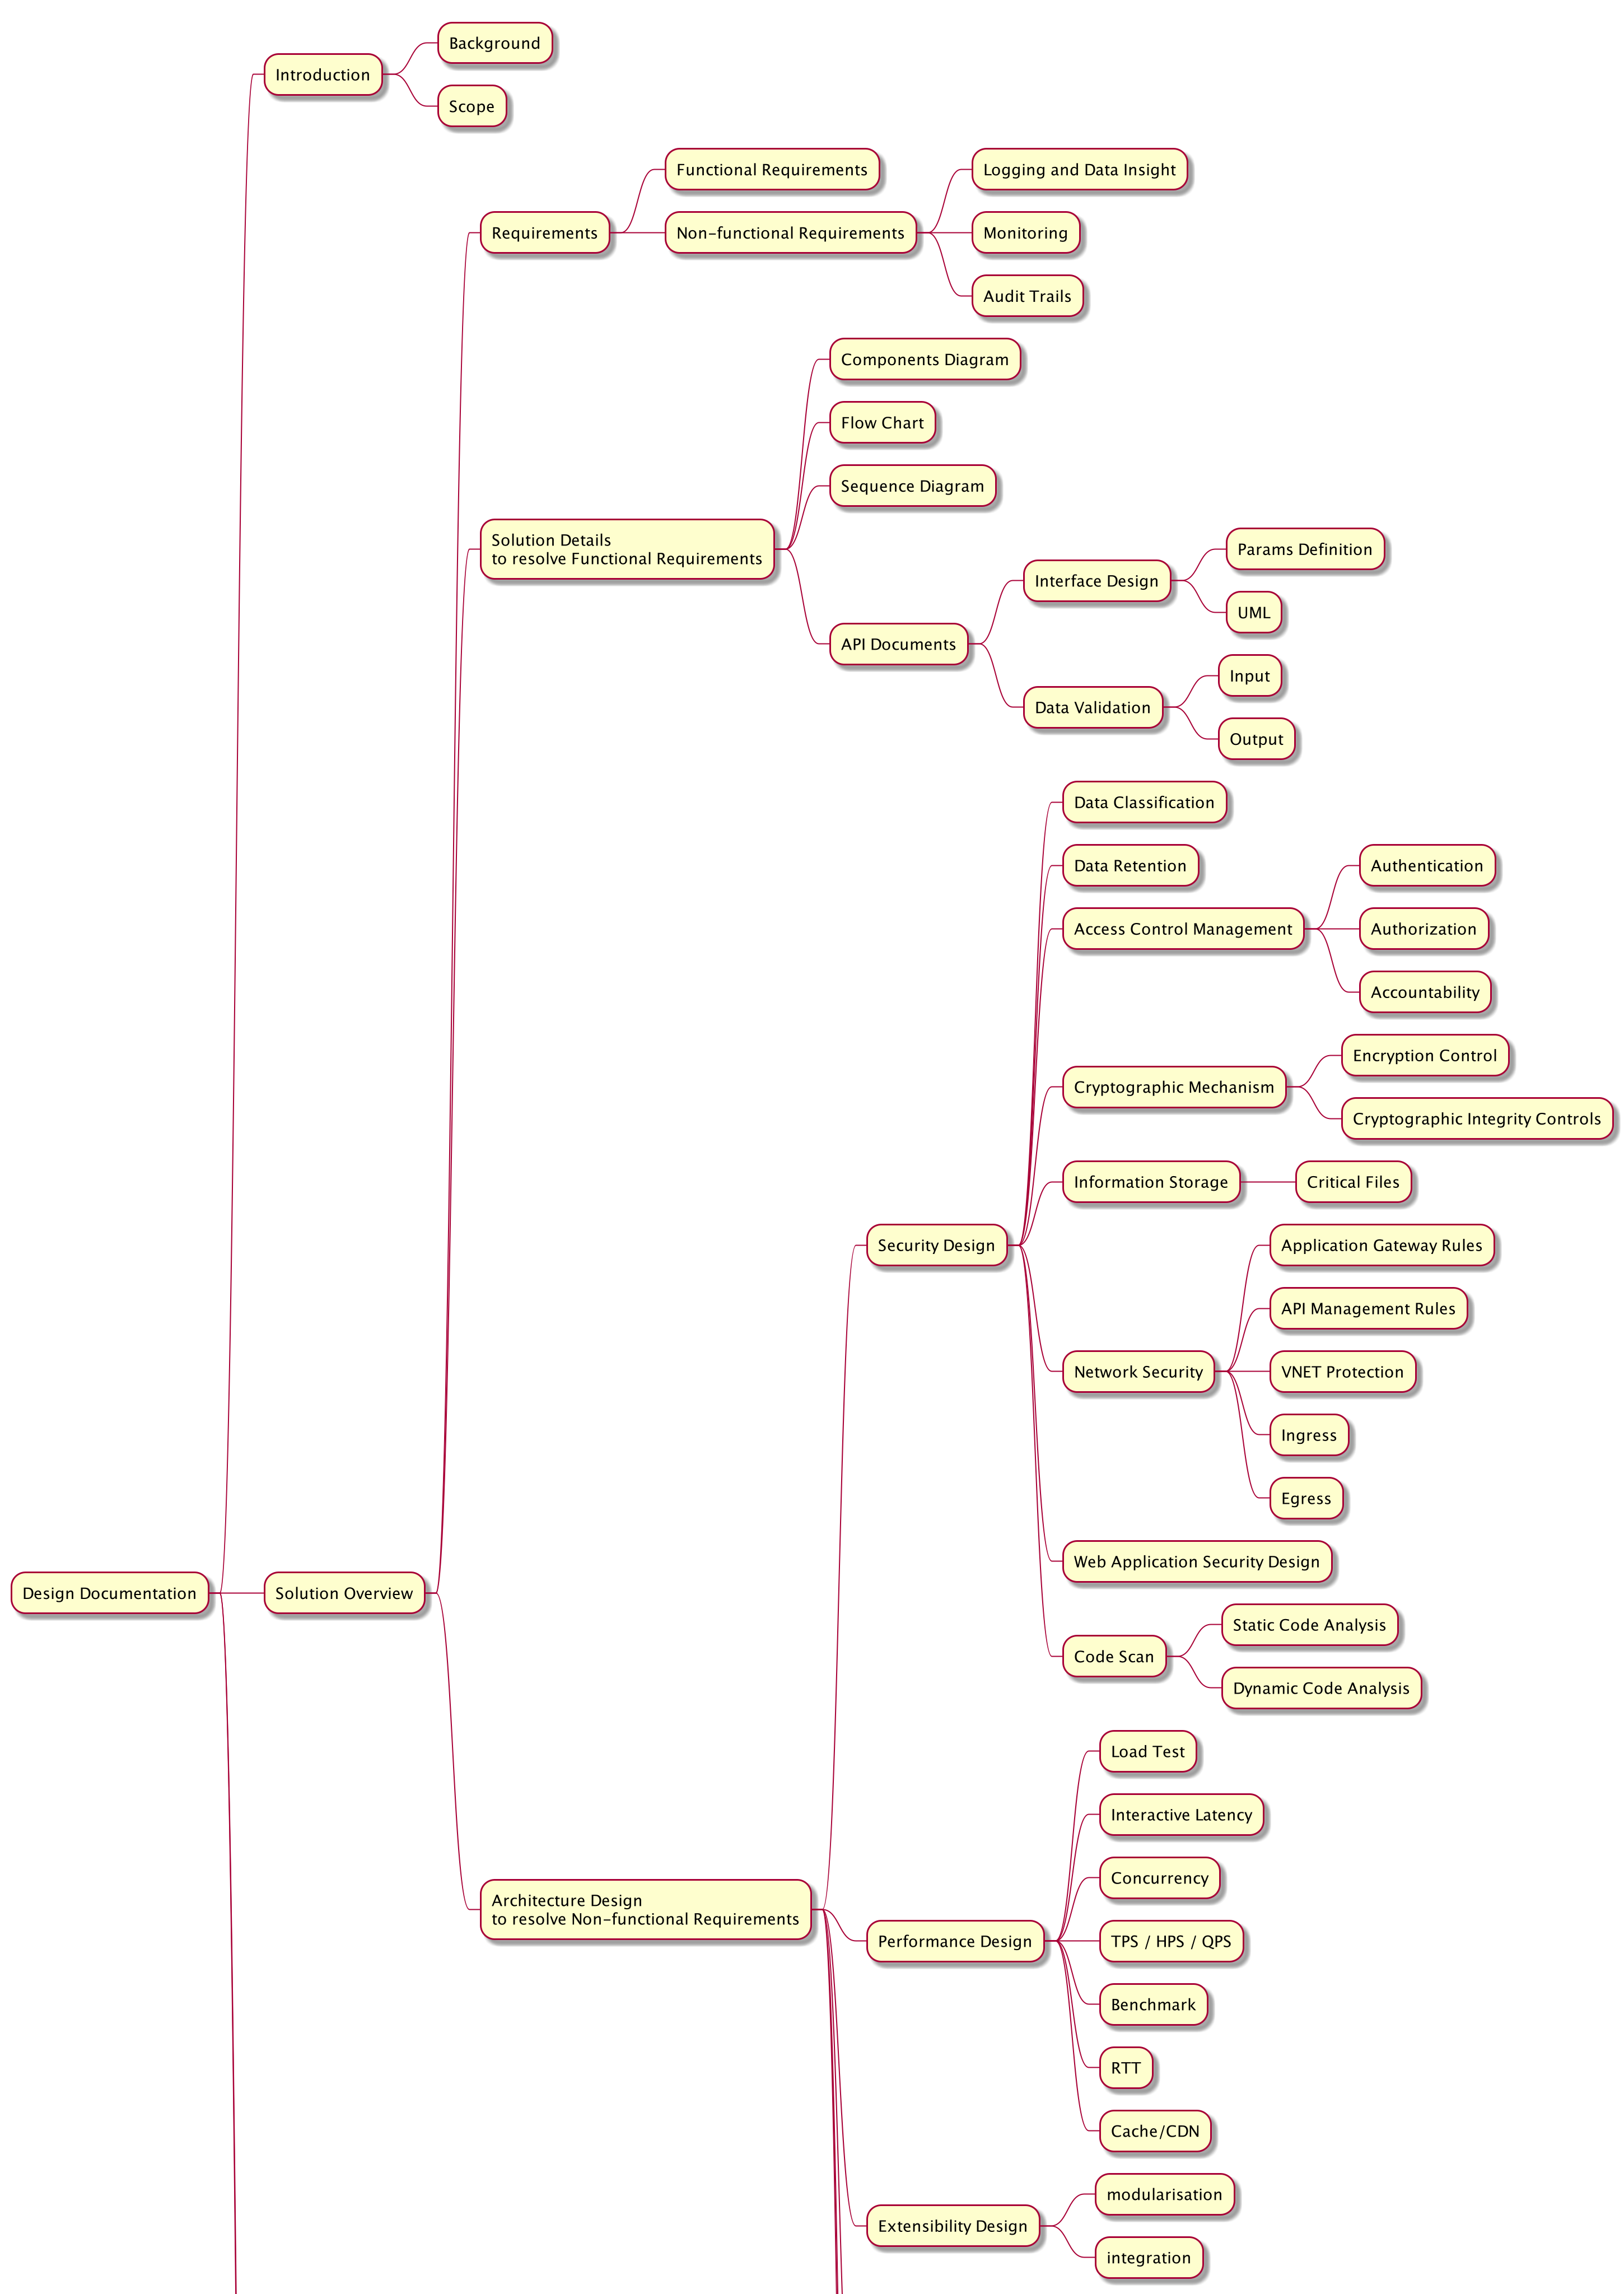 Background
Introduction
Scope
Functional Requirements
Logging and Data Insight
Requirements
Non-functional Requirements
Monitoring
Audit Trails
Components Diagram
Flow Chart
Sequence Diagram
Solution Details
to resolve Functional Requirements
Params Definition
Interface Design
UML
API Documents
Input
Data Validation
Output
Data Classification
Data Retention
Authentication
Access Control Management
Authorization
Accountability
Encryption Control
Cryptographic Mechanism
Cryptographic Integrity Controls
Information Storage
Critical Files
Security Design
Application Gateway Rules
API Management Rules
Network Security
VNET Protection
Ingress
Egress
Web Application Security Design
Design Documentation
Solution Overview
Static Code Analysis
Code Scan
Dynamic Code Analysis
Load Test
Interactive Latency
Concurrency
Architecture Design
to resolve Non-functional Requirements
Performance Design
TPS / HPS / QPS
Benchmark
RTT
Cache/CDN
modularisation
Extensibility Design
integration